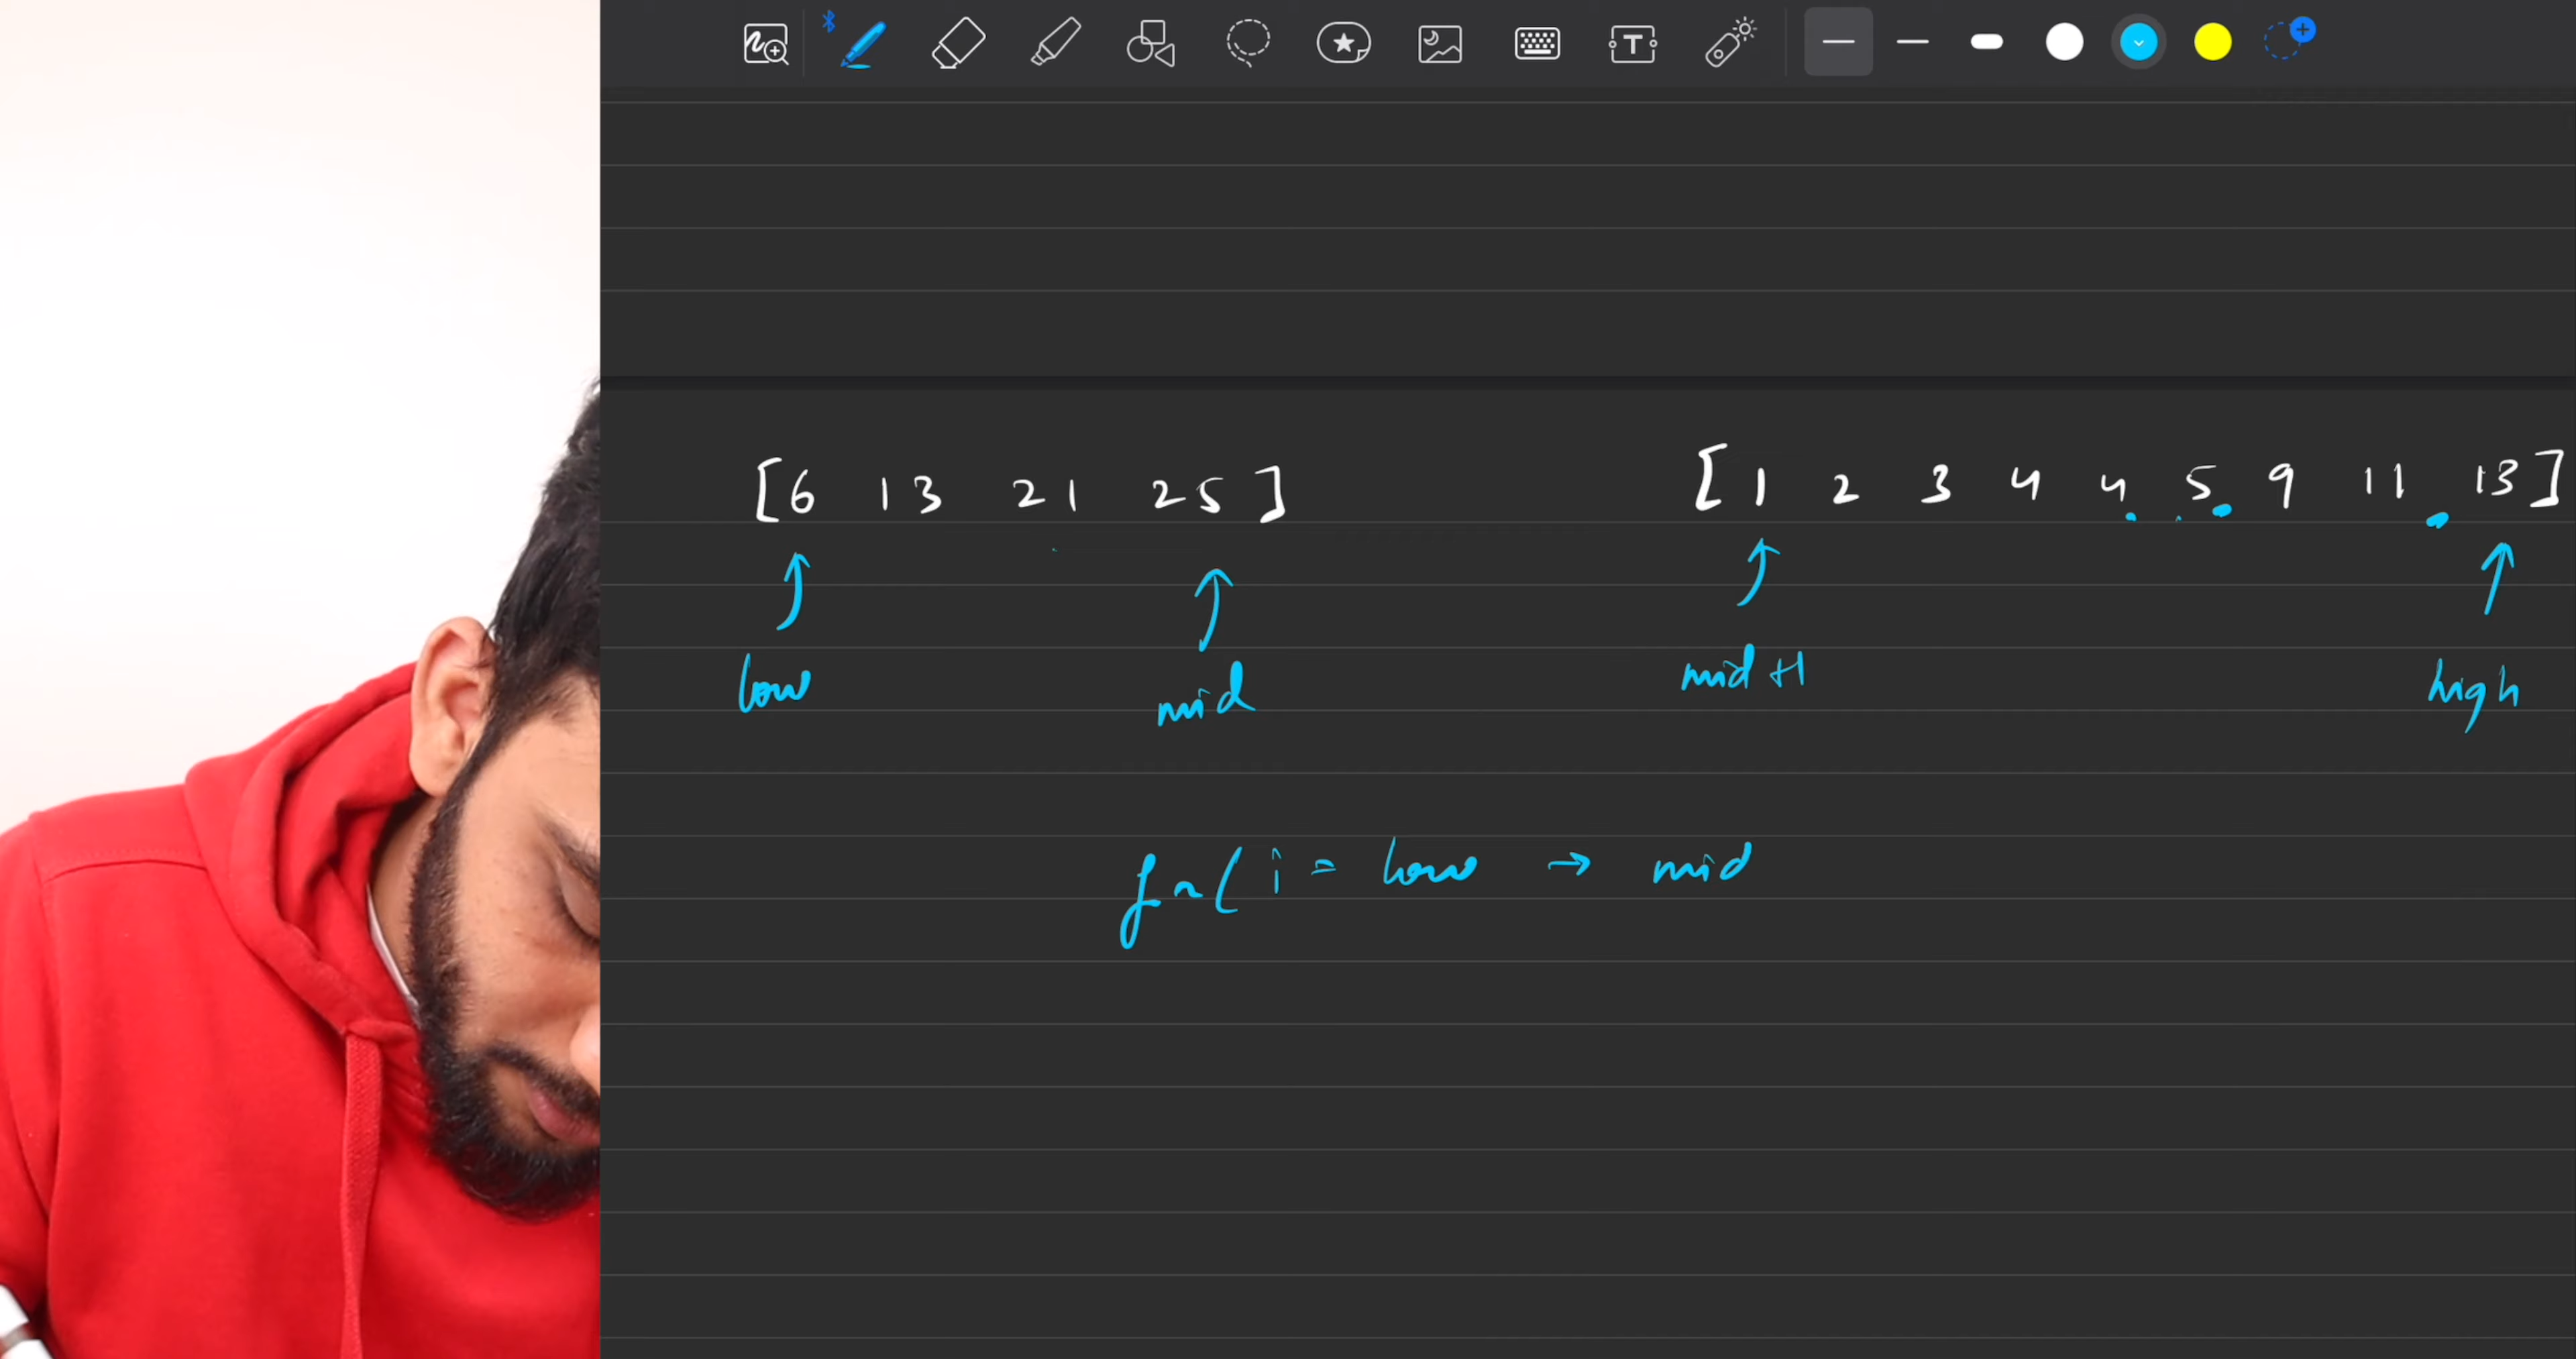 [ 6 13 21 25 ] [ 1 2 3 4 4 5 9 11 13 ]
low mid mid+1 high
for( i = low → mid